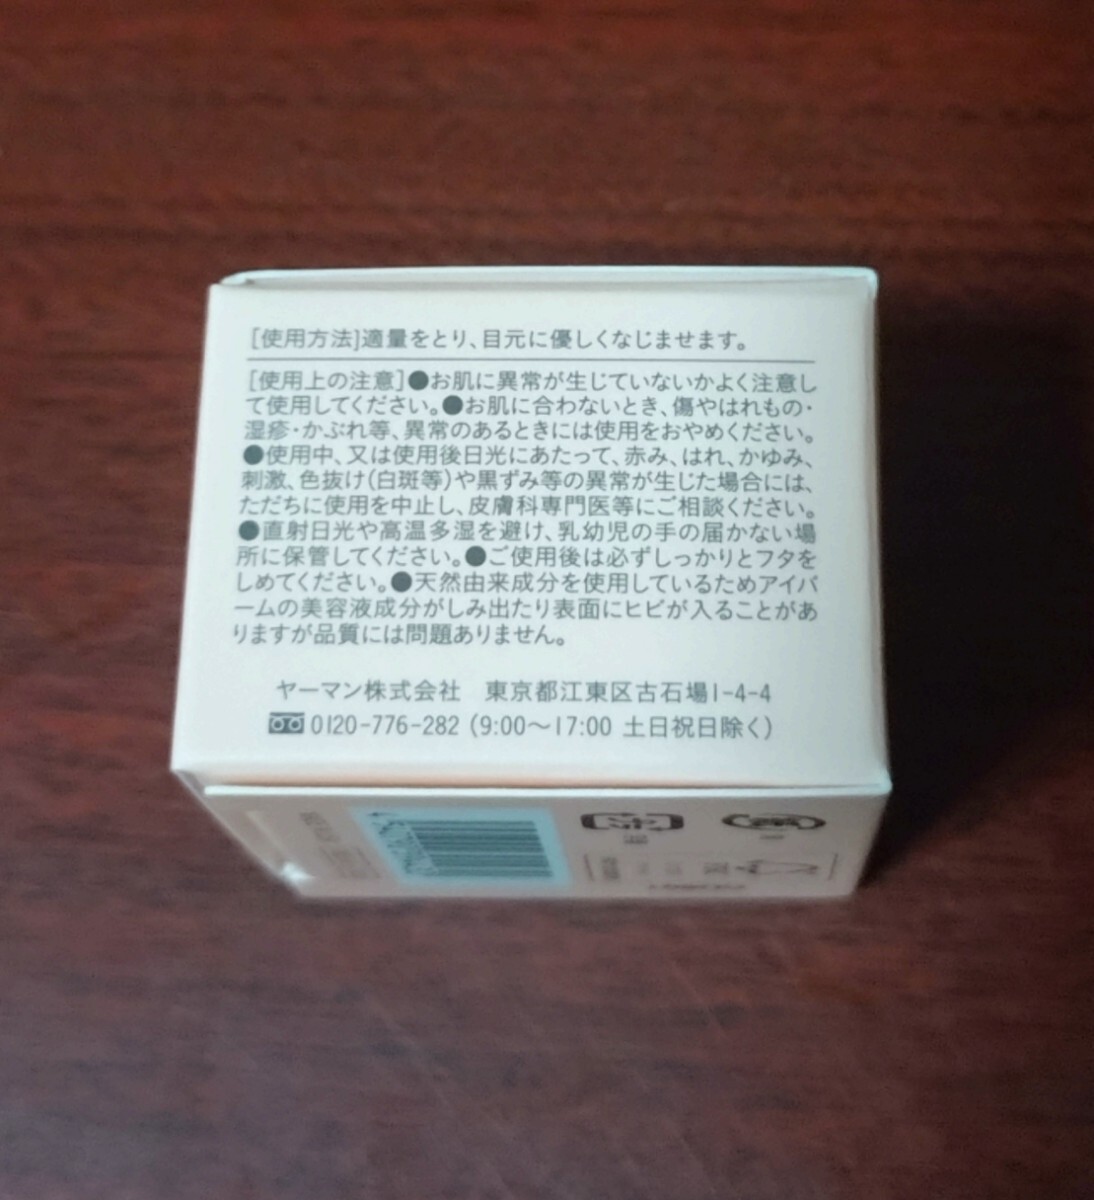 [使用方法]適量をとり、目元に優しくなじませます。
[使用上の注意]●お肌に異常が生じていないかよく注意し
て使用してください。●お肌に合わないとき、傷やはれもの・
湿疹・かぶれ等、異常のあるときには使用をおやめください。
●使用中、又は使用後日光にあたって、赤み、はれ、かゆみ、
刺激、色抜け(白斑等)や黒ずみ等の異常が生じた場合には、
ただちに使用を中止し、皮膚科専門医等にご相談ください。
●直射日光や高温多湿を避け、乳幼児の手の届かない場
所に保管してください。●ご使用後は必ずしっかりとフタを
しめてください。●天然由来成分を使用しているためアイバ
ームの美容液成分がしみ出たり表面にヒビが入ることがあ
りますが品質には問題ありません。
ヤーマン株式会社 東京都江東区古石場1-4-4
0120-776-282 (9:00～17:00 土日祝日除く)